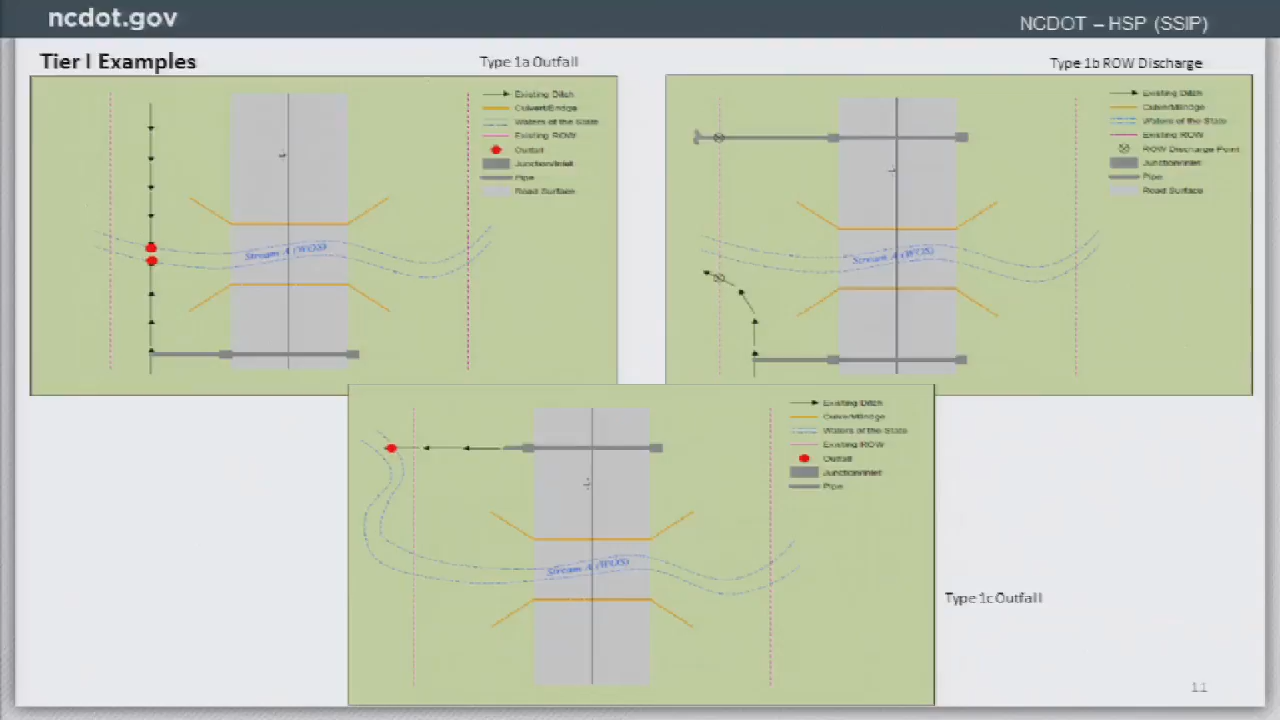 ncdot.gov
NCDOT – HSP (SSIP)
Tier I Examples
Type 1a Outfall
Type 1b ROW Discharge
Existing Ditch
Culvert/Bridge
Waters of the State
Existing ROW
Outfall
Junction/Inlet
Pipe
Road Surface
Stream A (WOS)
Existing Ditch
Culvert/Bridge
Waters of the State
Existing ROW
ROW Discharge Point
Junction/Inlet
Pipe
Road Surface
Stream A (WOS)
Existing Ditch
Culvert/Bridge
Waters of the State
Existing ROW
Outfall
Junction/Inlet
Pipe
Stream A (WOS)
Type 1c Outfall
11